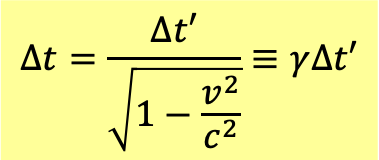 Δt = Δt′ / √(1 − v²/c²) ≡ γΔt′